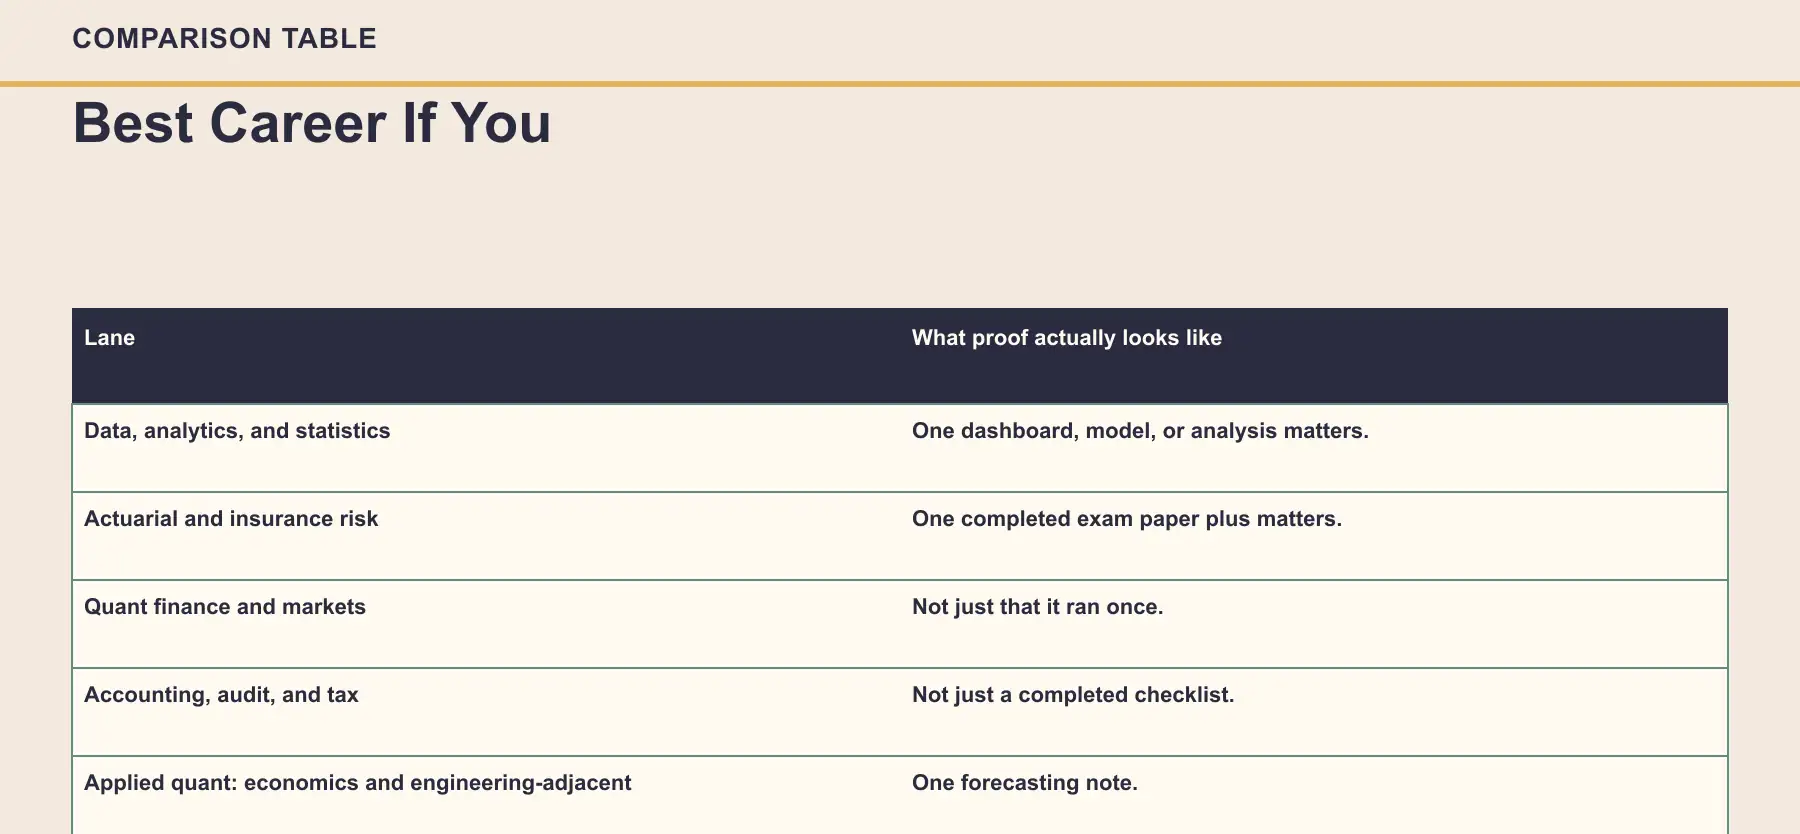 COMPARISON TABLE
Best Career If You
Lane
What proof actually looks like
Data, analytics, and statistics
One dashboard, model, or analysis matters.
Actuarial and insurance risk
One completed exam paper plus matters.
Quant finance and markets
Not just that it ran once.
Accounting, audit, and tax
Not just a completed checklist.
Applied quant: economics and engineering-adjacent
One forecasting note.